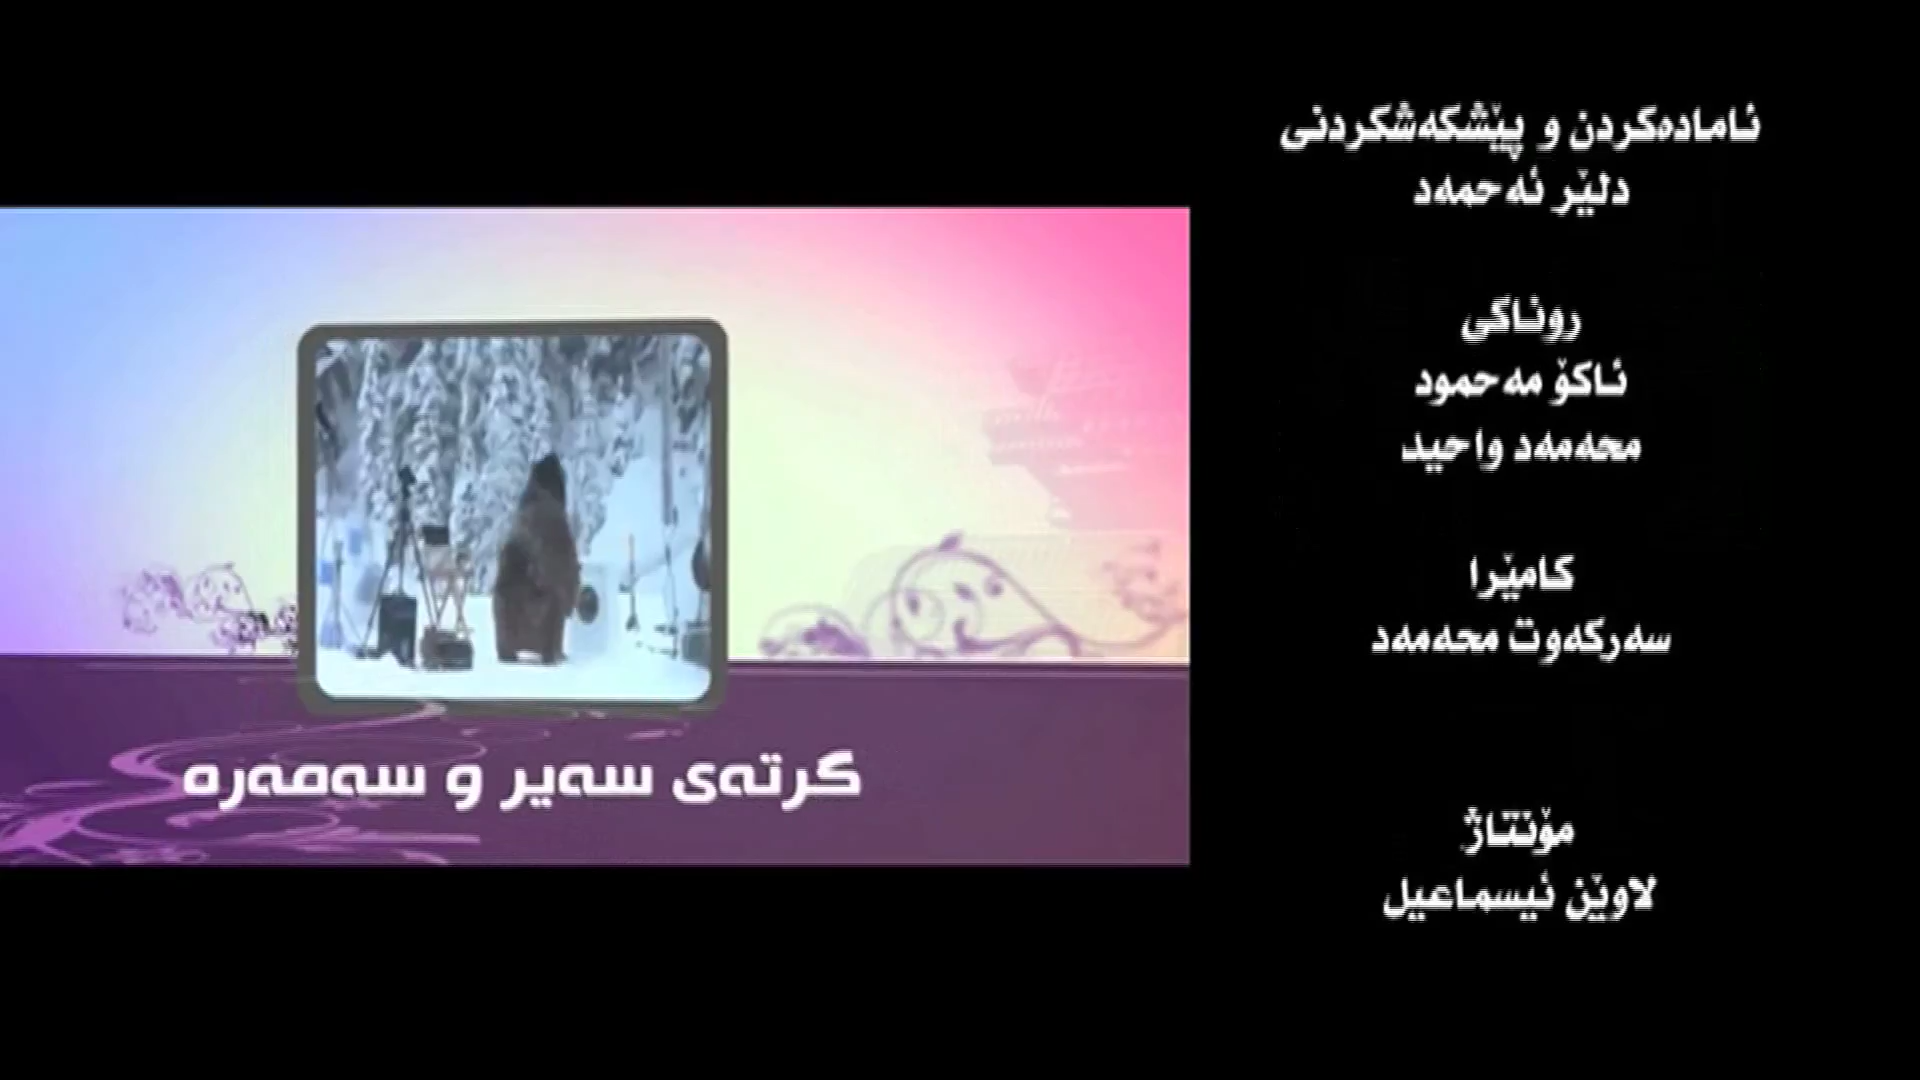 ئامادەکردن و پێشکەشکردنی
دلێر ئەحمەد
روناکی
ئاکۆ مەحمود
محەمەد واحید
کامێرا
سەرکەوت محەمەد
مۆنتاژ
لاوێن ئیسماعیل
گرتەی سەیر و سەمەرە